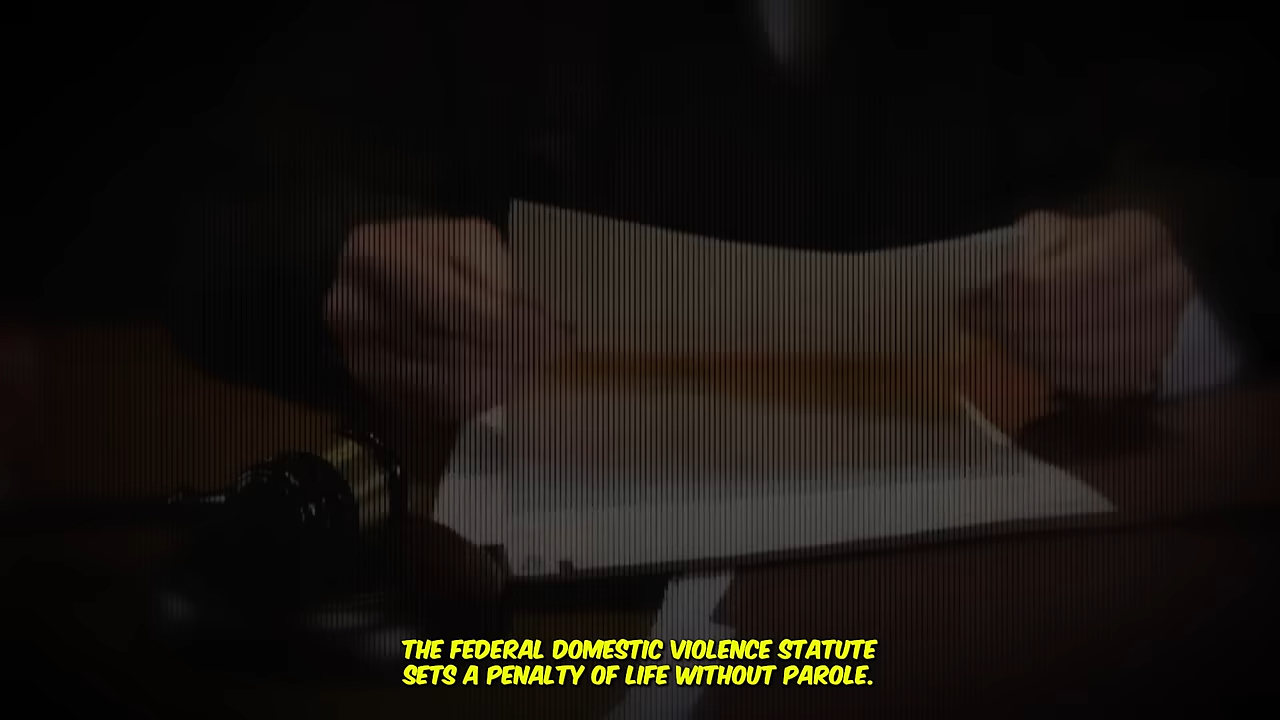 THE FEDERAL DOMESTIC VIOLENCE STATUTE
SETS A PENALTY OF LIFE WITHOUT PAROLE.